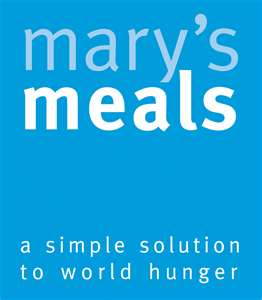 mary's
meals
a simple solution
to world hunger